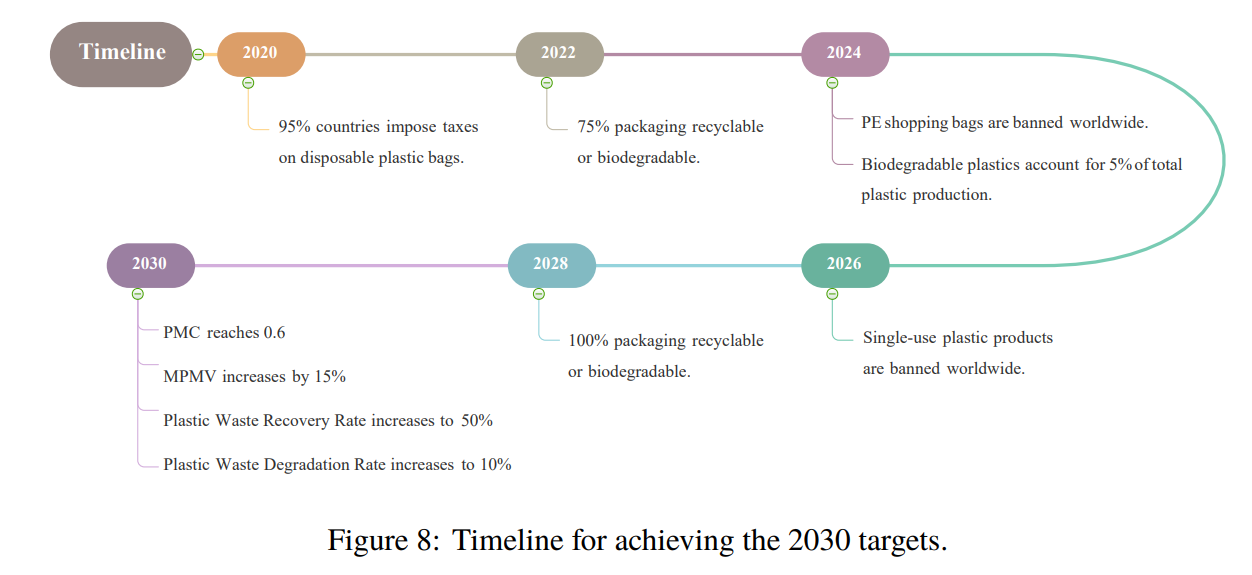 Timeline
2020
2022
2024
95% countries impose taxes
on disposable plastic bags.
75% packaging recyclable
or biodegradable.
PE shopping bags are banned worldwide.
Biodegradable plastics account for 5% of total
plastic production.
2030
2028
2026
PMC reaches 0.6
MPMV increases by 15%
Plastic Waste Recovery Rate increases to 50%
Plastic Waste Degradation Rate increases to 10%
100% packaging recyclable
or biodegradable.
Single-use plastic products
are banned worldwide.
Figure 8: Timeline for achieving the 2030 targets.